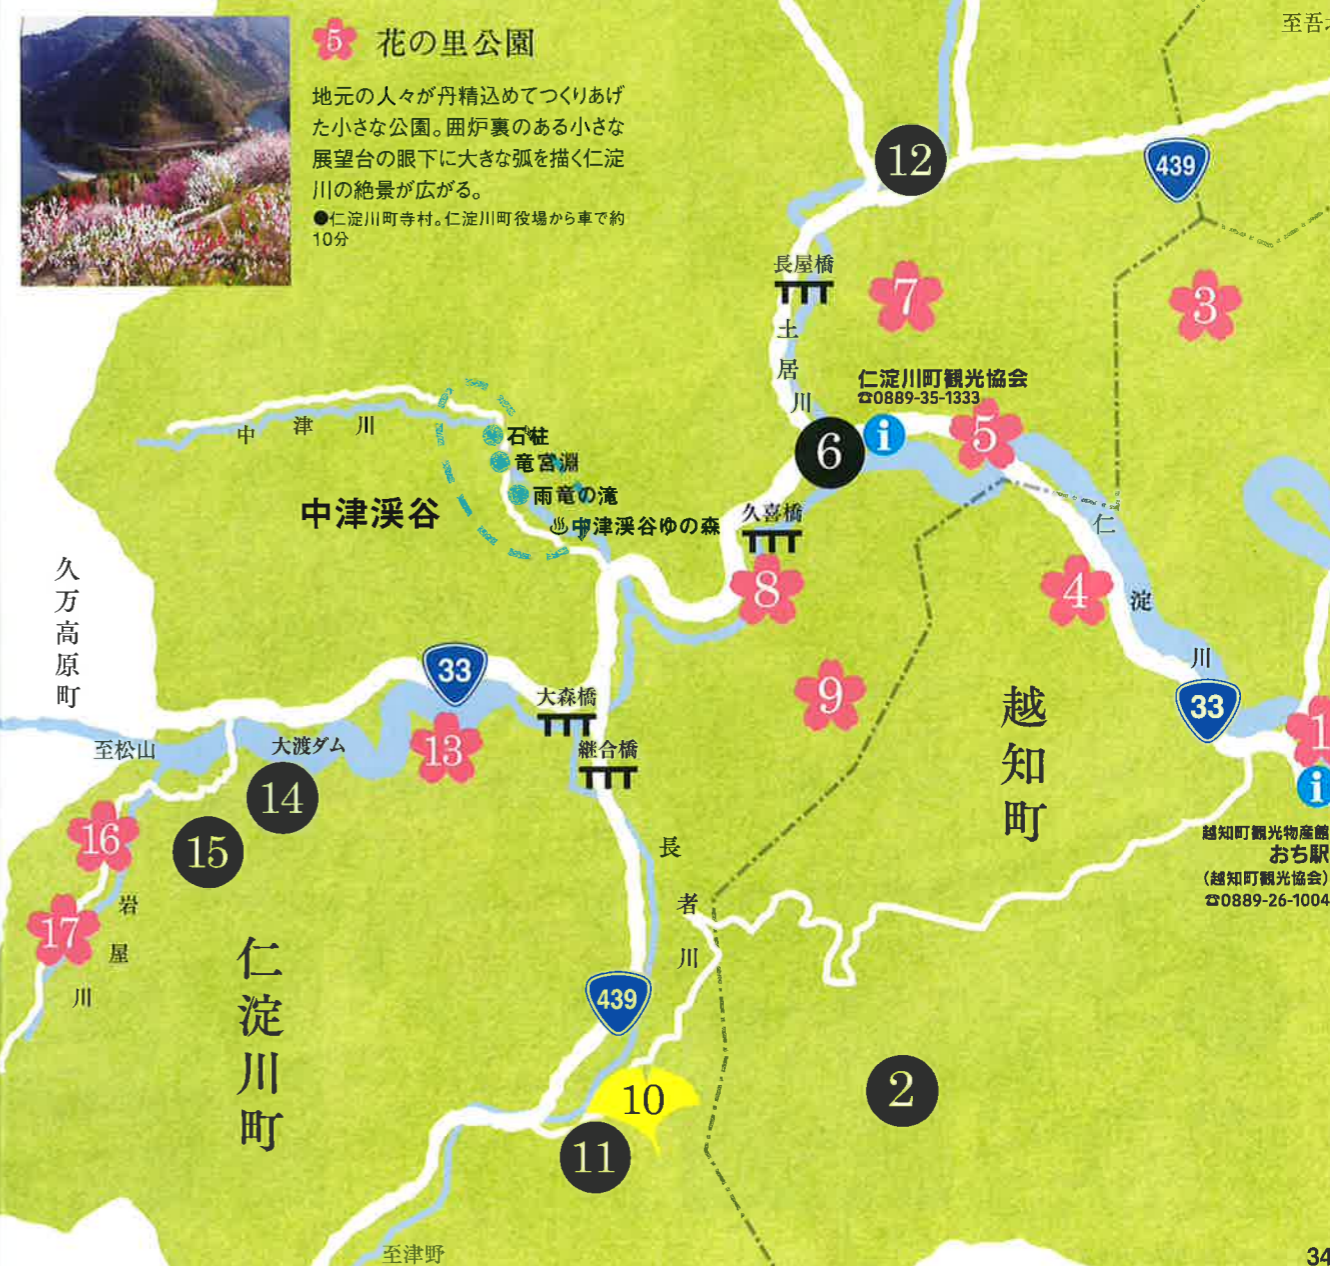 5 花の里公園
地元の人々が丹精込めてつくりあげ
た小さな公園。囲炉裏のある小さな
展望台の眼下に大きな弧を描く仁淀
川の絶景が広がる。
●仁淀川町寺村。仁淀川町役場から車で約
10分
12
439
長屋橋
7
3
土居川
仁淀川町観光協会
☎0889-35-1333
i
5
6
中津川
石柱
竜宮淵
雨竜の滝
♨中津渓谷ゆの森
中津渓谷
久喜橋
8
4
仁淀川
久万高原町
33
大森橋
9
越知町
33
1
i
至松山
大渡ダム
13
継合橋
14
16
15
長者川
越知町観光物産館
おち駅
(越知町観光協会)
☎0889-26-1004
17
岩屋川
仁淀川町
439
10
2
11
至津野
34